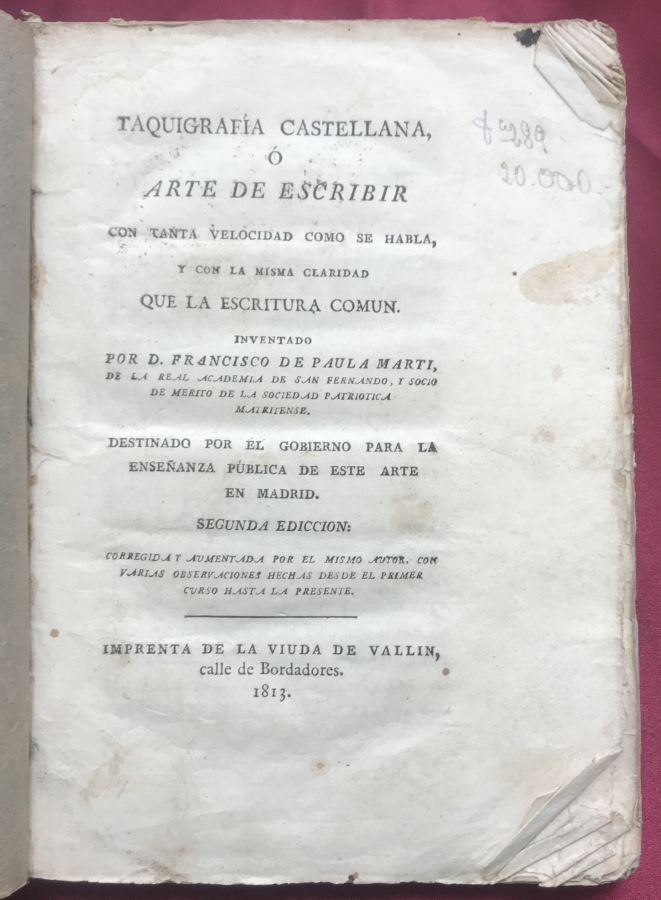 TAQUIGRAFÍA CASTELLANA,
Ó
ARTE DE ESCRIBIR
CON TANTA VELOCIDAD COMO SE HABLA,
Y CON LA MISMA CLARIDAD
QUE LA ESCRITURA COMUN.
INVENTADO
POR D. FRANCISCO DE PAULA MARTI,
DE LA REAL ACADEMIA DE SAN FERNANDO, Y SOCIO
DE MERITO DE LA SOCIEDAD PATRIOTICA
MATRITENSE.
DESTINADO POR EL GOBIERNO PARA LA
ENSEÑANZA PÚBLICA DE ESTE ARTE
EN MADRID.
SEGUNDA EDICCION:
CORREGIDA Y AUMENTADA POR EL MISMO AUTOR, CON
VARIAS OBSERVACIONES HECHAS DESDE EL PRIMER
CURSO HASTA LA PRESENTE.
IMPRENTA DE LA VIUDA DE VALLIN,
calle de Bordadores.
1813.
289
20.000.-